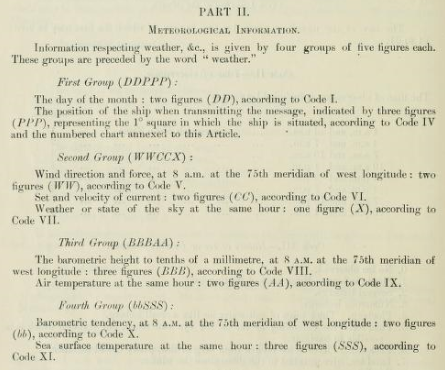 PART II.
METEOROLOGICAL INFORMATION.
Information respecting weather, &c., is given by four groups of five figures each.
These groups are preceded by the word " weather."
First Group (DDPPP) :
The day of the month : two figures (DD), according to Code I.
The position of the ship when transmitting the message, indicated by three figures
(PPP), representing the 1° square in which the ship is situated, according to Code IV
and the numbered chart annexed to this Article.
Second Group (WWCCX) :
Wind direction and force, at 8 A.M. at the 75th meridian of west longitude : two
figures (WW), according to Code V.
Set and velocity of current : two figures (CC), according to Code VI.
Weather or state of the sky at the same hour : one figure (X), according to
Code VII.
Third Group (BBBAA) :
The barometric height to tenths of a millimetre, at 8 A.M. at the 75th meridian of
west longitude : three figures (BBB), according to Code VIII.
Air temperature at the same hour : two figures (AA), according to Code IX.
Fourth Group (bbSSS) :
Barometric tendency, at 8 A.M. at the 75th meridian of west longitude : two figures
(bb), according to Code X.
Sea surface temperature at the same hour : three figures (SSS), according to
Code XI.